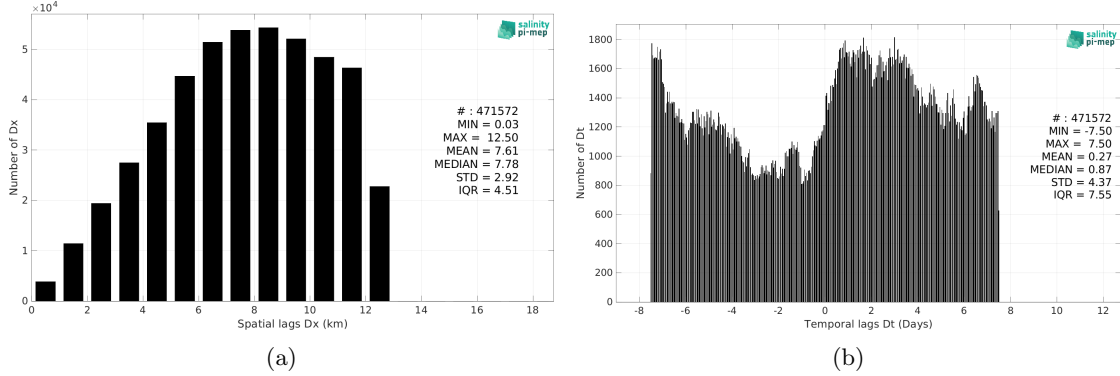 ×10⁴
5
4
3
2
1
0
Number of Dx
0 2 4 6 8 10 12 14 16 18
Spatial lags Dx (km)
salinity
pi-mep
# : 471572
MIN = 0.03
MAX = 12.50
MEAN = 7.61
MEDIAN = 7.78
STD = 2.92
IQR = 4.51
(a)
1800
1600
1400
1200
1000
800
600
400
200
0
Number of Dt
-8 -6 -4 -2 0 2 4 6 8 10 12
Temporal lags Dt (Days)
salinity
pi-mep
# : 471572
MIN = -7.50
MAX = 7.50
MEAN = 0.27
MEDIAN = 0.87
STD = 4.37
IQR = 7.55
(b)